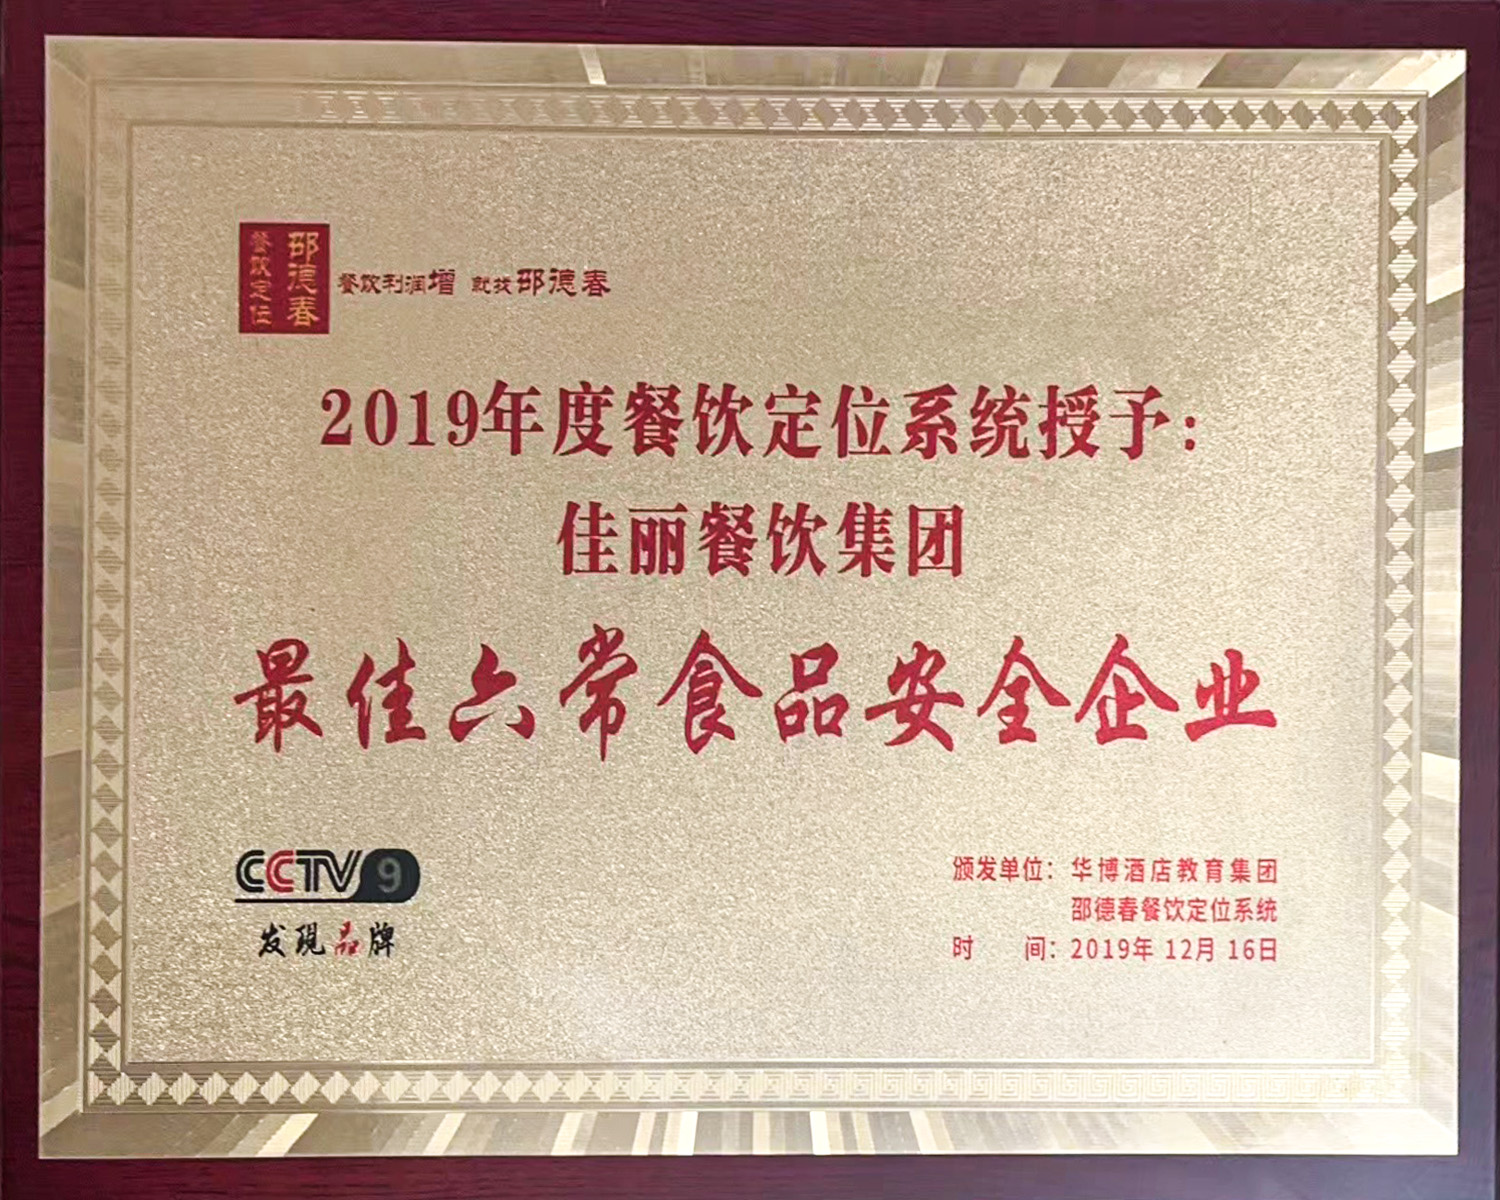 邵德春
餐饮定位
餐饮利润增 就找邵德春
2019年度餐饮定位系统授予:
佳丽餐饮集团
最佳六常食品安全企业
CCTV 9
发现品牌
颁发单位：华博酒店教育集团
邵德春餐饮定位系统
时 间：2019年 12月 16日